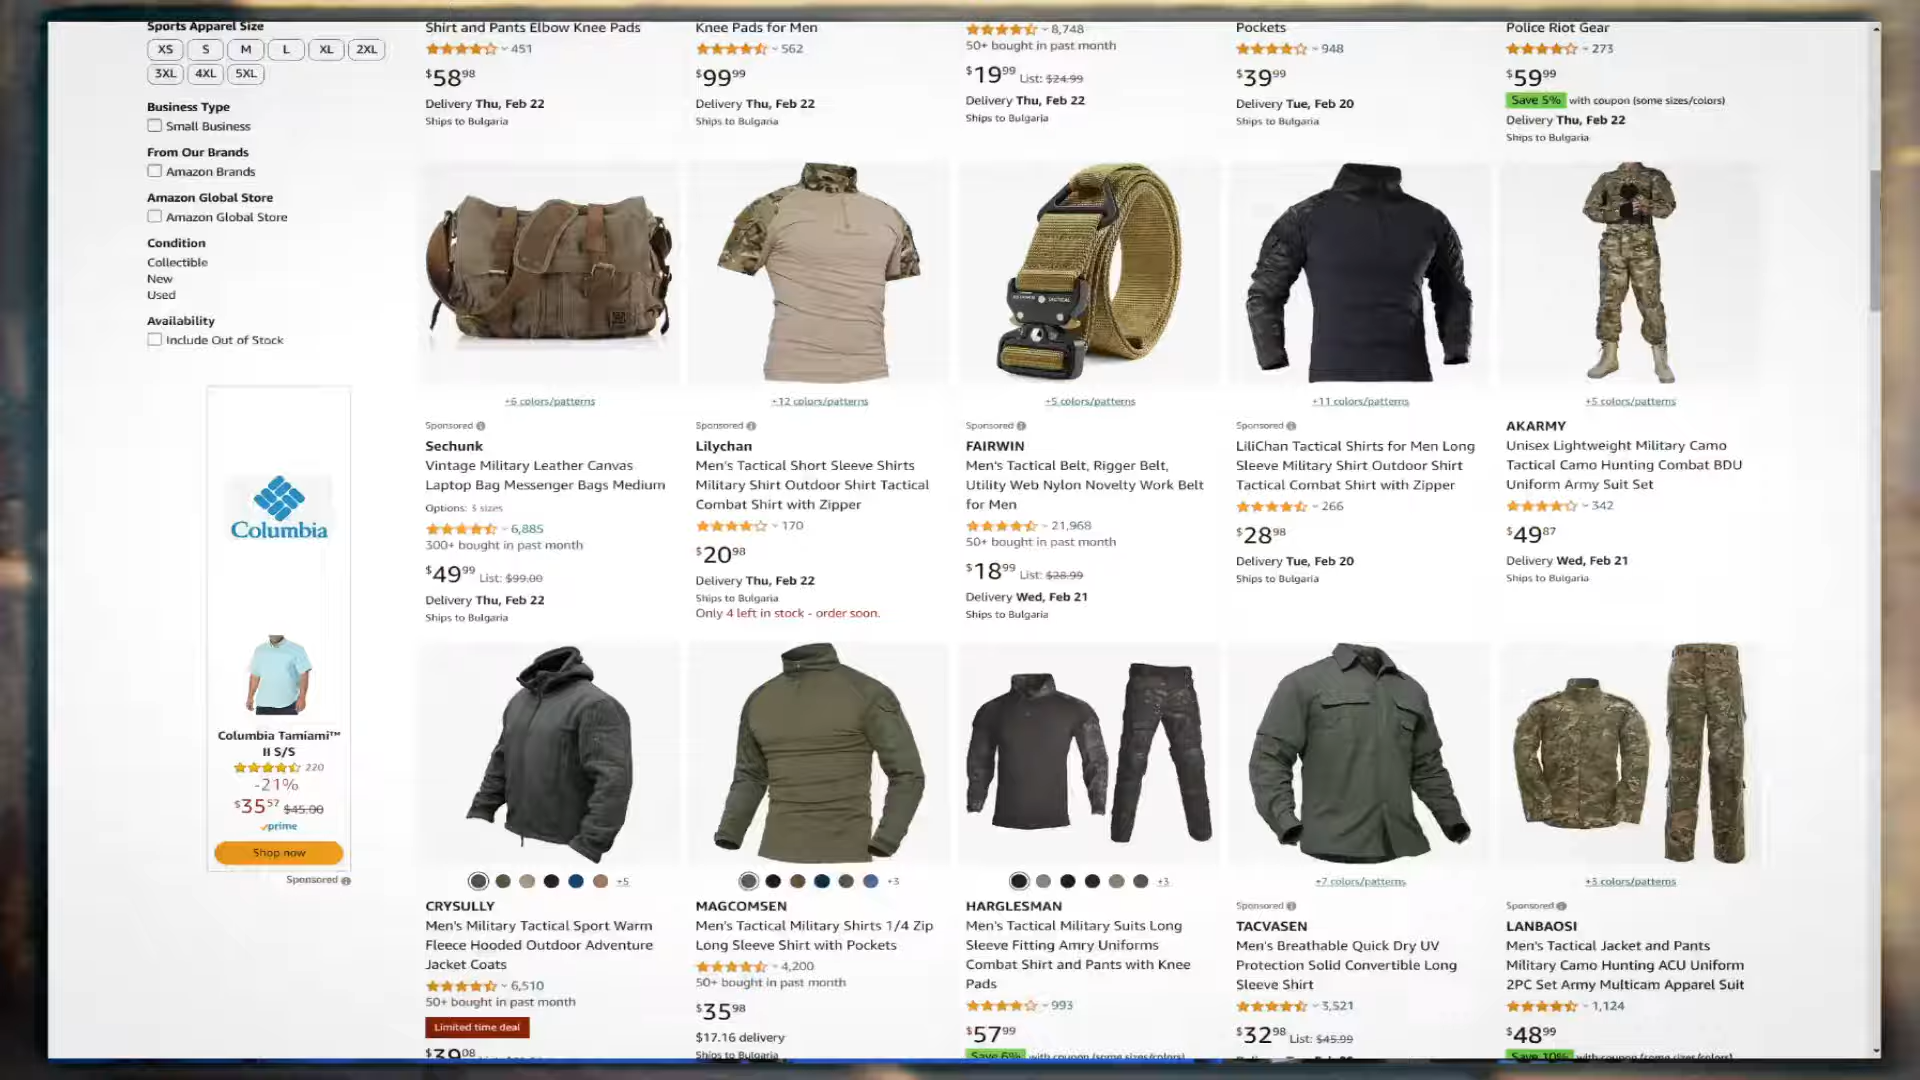 Sports Apparel Size
XS S M L XL 2XL
3XL 4XL 5XL
Business Type
Small Business
From Our Brands
Amazon Brands
Amazon Global Store
Amazon Global Store
Condition
Collectible
New
Used
Availability
Include Out of Stock
Columbia
Columbia Tamiami™
II S/S
220
-21%
$35.57 $45.00
prime
Shop now
Sponsored
Shirt and Pants Elbow Knee Pads
451
$58.98
Delivery Thu, Feb 22
Ships to Bulgaria
Knee Pads for Men
562
$99.99
Delivery Thu, Feb 22
Ships to Bulgaria
8,748
50+ bought in past month
$19.99 List: $24.99
Delivery Thu, Feb 22
Ships to Bulgaria
Pockets
948
$39.99
Delivery Tue, Feb 20
Ships to Bulgaria
Police Riot Gear
273
$59.99
Save 5% with coupon (some sizes/colors)
Delivery Thu, Feb 22
Ships to Bulgaria
+6 colors/patterns
Sponsored
Sechunk
Vintage Military Leather Canvas
Laptop Bag Messenger Bags Medium
Options: 3 sizes
6,885
300+ bought in past month
$49.99 List: $99.00
Delivery Thu, Feb 22
Ships to Bulgaria
+12 colors/patterns
Sponsored
Lilychan
Men's Tactical Short Sleeve Shirts
Military Shirt Outdoor Shirt Tactical
Combat Shirt with Zipper
170
$20.98
Delivery Thu, Feb 22
Ships to Bulgaria
Only 4 left in stock - order soon.
TACTICAL
+5 colors/patterns
Sponsored
FAIRWIN
Men's Tactical Belt, Rigger Belt,
Utility Web Nylon Novelty Work Belt
for Men
21,968
50+ bought in past month
$18.99 List: $28.99
Delivery Wed, Feb 21
Ships to Bulgaria
+11 colors/patterns
Sponsored
LiliChan Tactical Shirts for Men Long
Sleeve Military Shirt Outdoor Shirt
Tactical Combat Shirt with Zipper
266
$28.98
Delivery Tue, Feb 20
Ships to Bulgaria
+5 colors/patterns
AKARMY
Unisex Lightweight Military Camo
Tactical Camo Hunting Combat BDU
Uniform Army Suit Set
342
$49.87
Delivery Wed, Feb 21
Ships to Bulgaria
+5
CRYSULLY
Men's Military Tactical Sport Warm
Fleece Hooded Outdoor Adventure
Jacket Coats
6,510
50+ bought in past month
Limited time deal
$39.08
+3
MAGCOMSEN
Men's Tactical Military Shirts 1/4 Zip
Long Sleeve Shirt with Pockets
4,200
50+ bought in past month
$35.98
$17.16 delivery
Ships to Bulgaria
+3
HARGLESMAN
Men's Tactical Military Suits Long
Sleeve Fitting Amry Uniforms
Combat Shirt and Pants with Knee
Pads
993
$57.99
Save 6% with coupon (some sizes/colors)
+7 colors/patterns
Sponsored
TACVASEN
Men's Breathable Quick Dry UV
Protection Solid Convertible Long
Sleeve Shirt
3,521
$32.98 List: $45.99
+3 colors/patterns
Sponsored
LANBAOSI
Men's Tactical Jacket and Pants
Military Camo Hunting ACU Uniform
2PC Set Army Multicam Apparel Suit
1,124
$48.99
Save 10% with coupon (some sizes/colors)